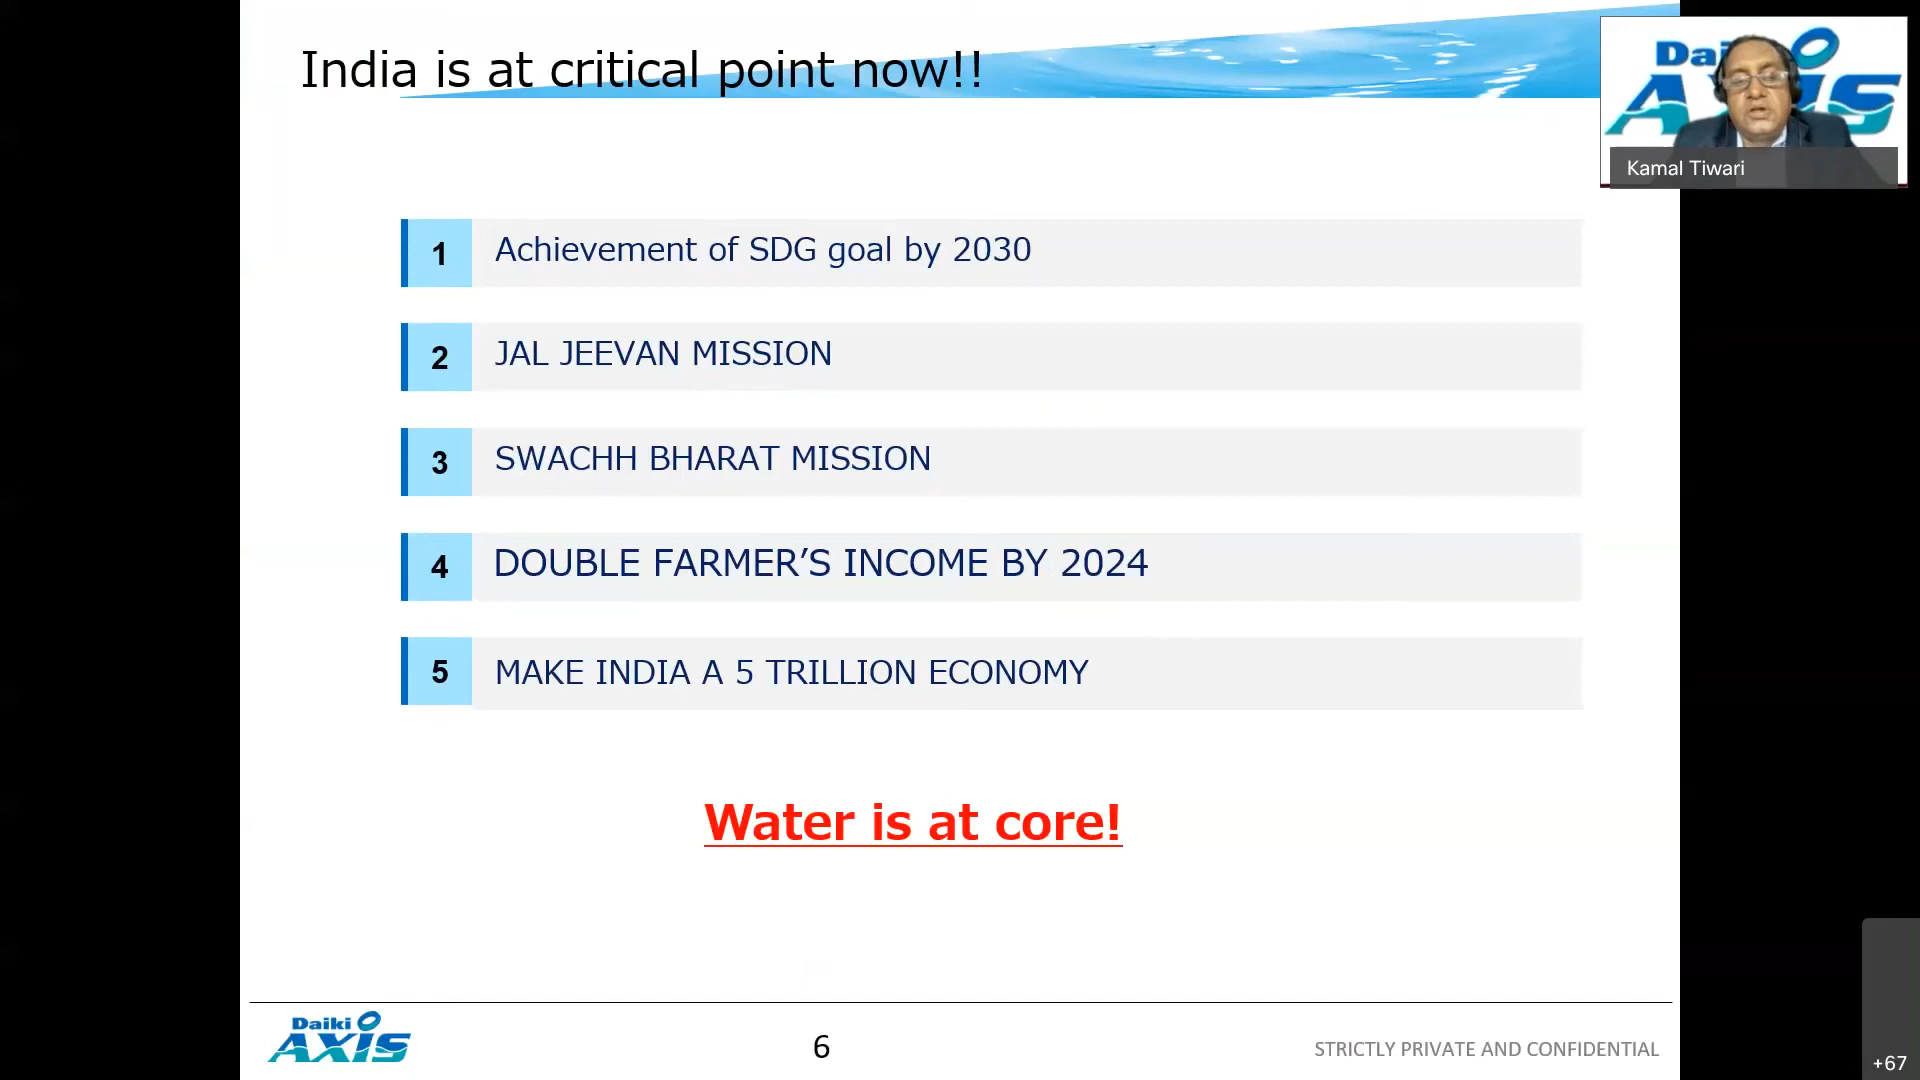 India is at critical point now!!
Daiki
AXIS
Kamal Tiwari
1 Achievement of SDG goal by 2030
2 JAL JEEVAN MISSION
3 SWACHH BHARAT MISSION
4 DOUBLE FARMER’S INCOME BY 2024
5 MAKE INDIA A 5 TRILLION ECONOMY
Water is at core!
Daiki
AXIS
6
STRICTLY PRIVATE AND CONFIDENTIAL
+67